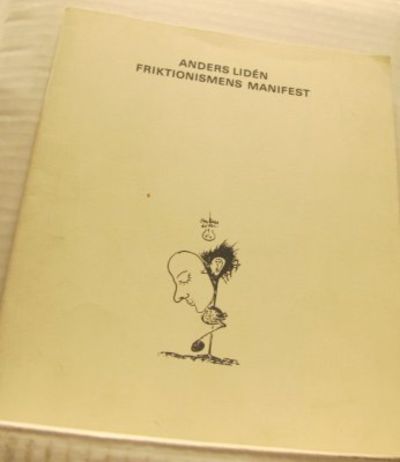 ANDERS LIDÉN
FRIKTIONISMENS MANIFEST